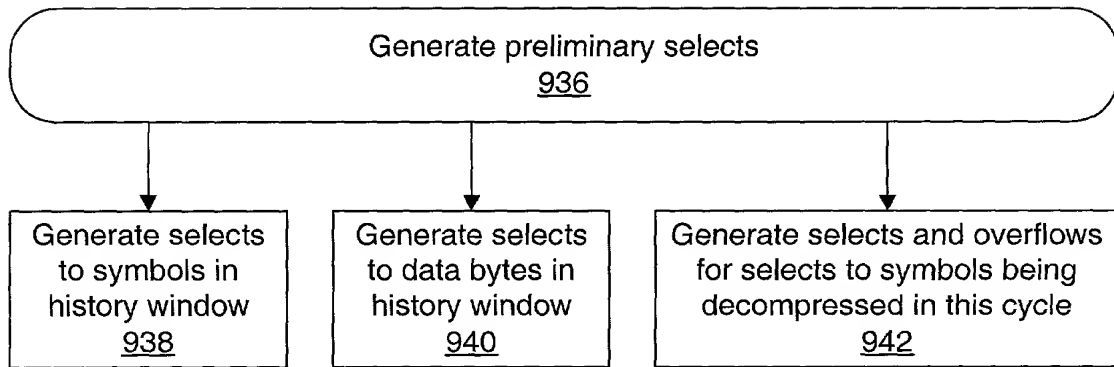 Generate preliminary selects
936
Generate selects
to symbols in
history window
938
Generate selects
to data bytes in
history window
940
Generate selects and overflows
for selects to symbols being
decompressed in this cycle
942